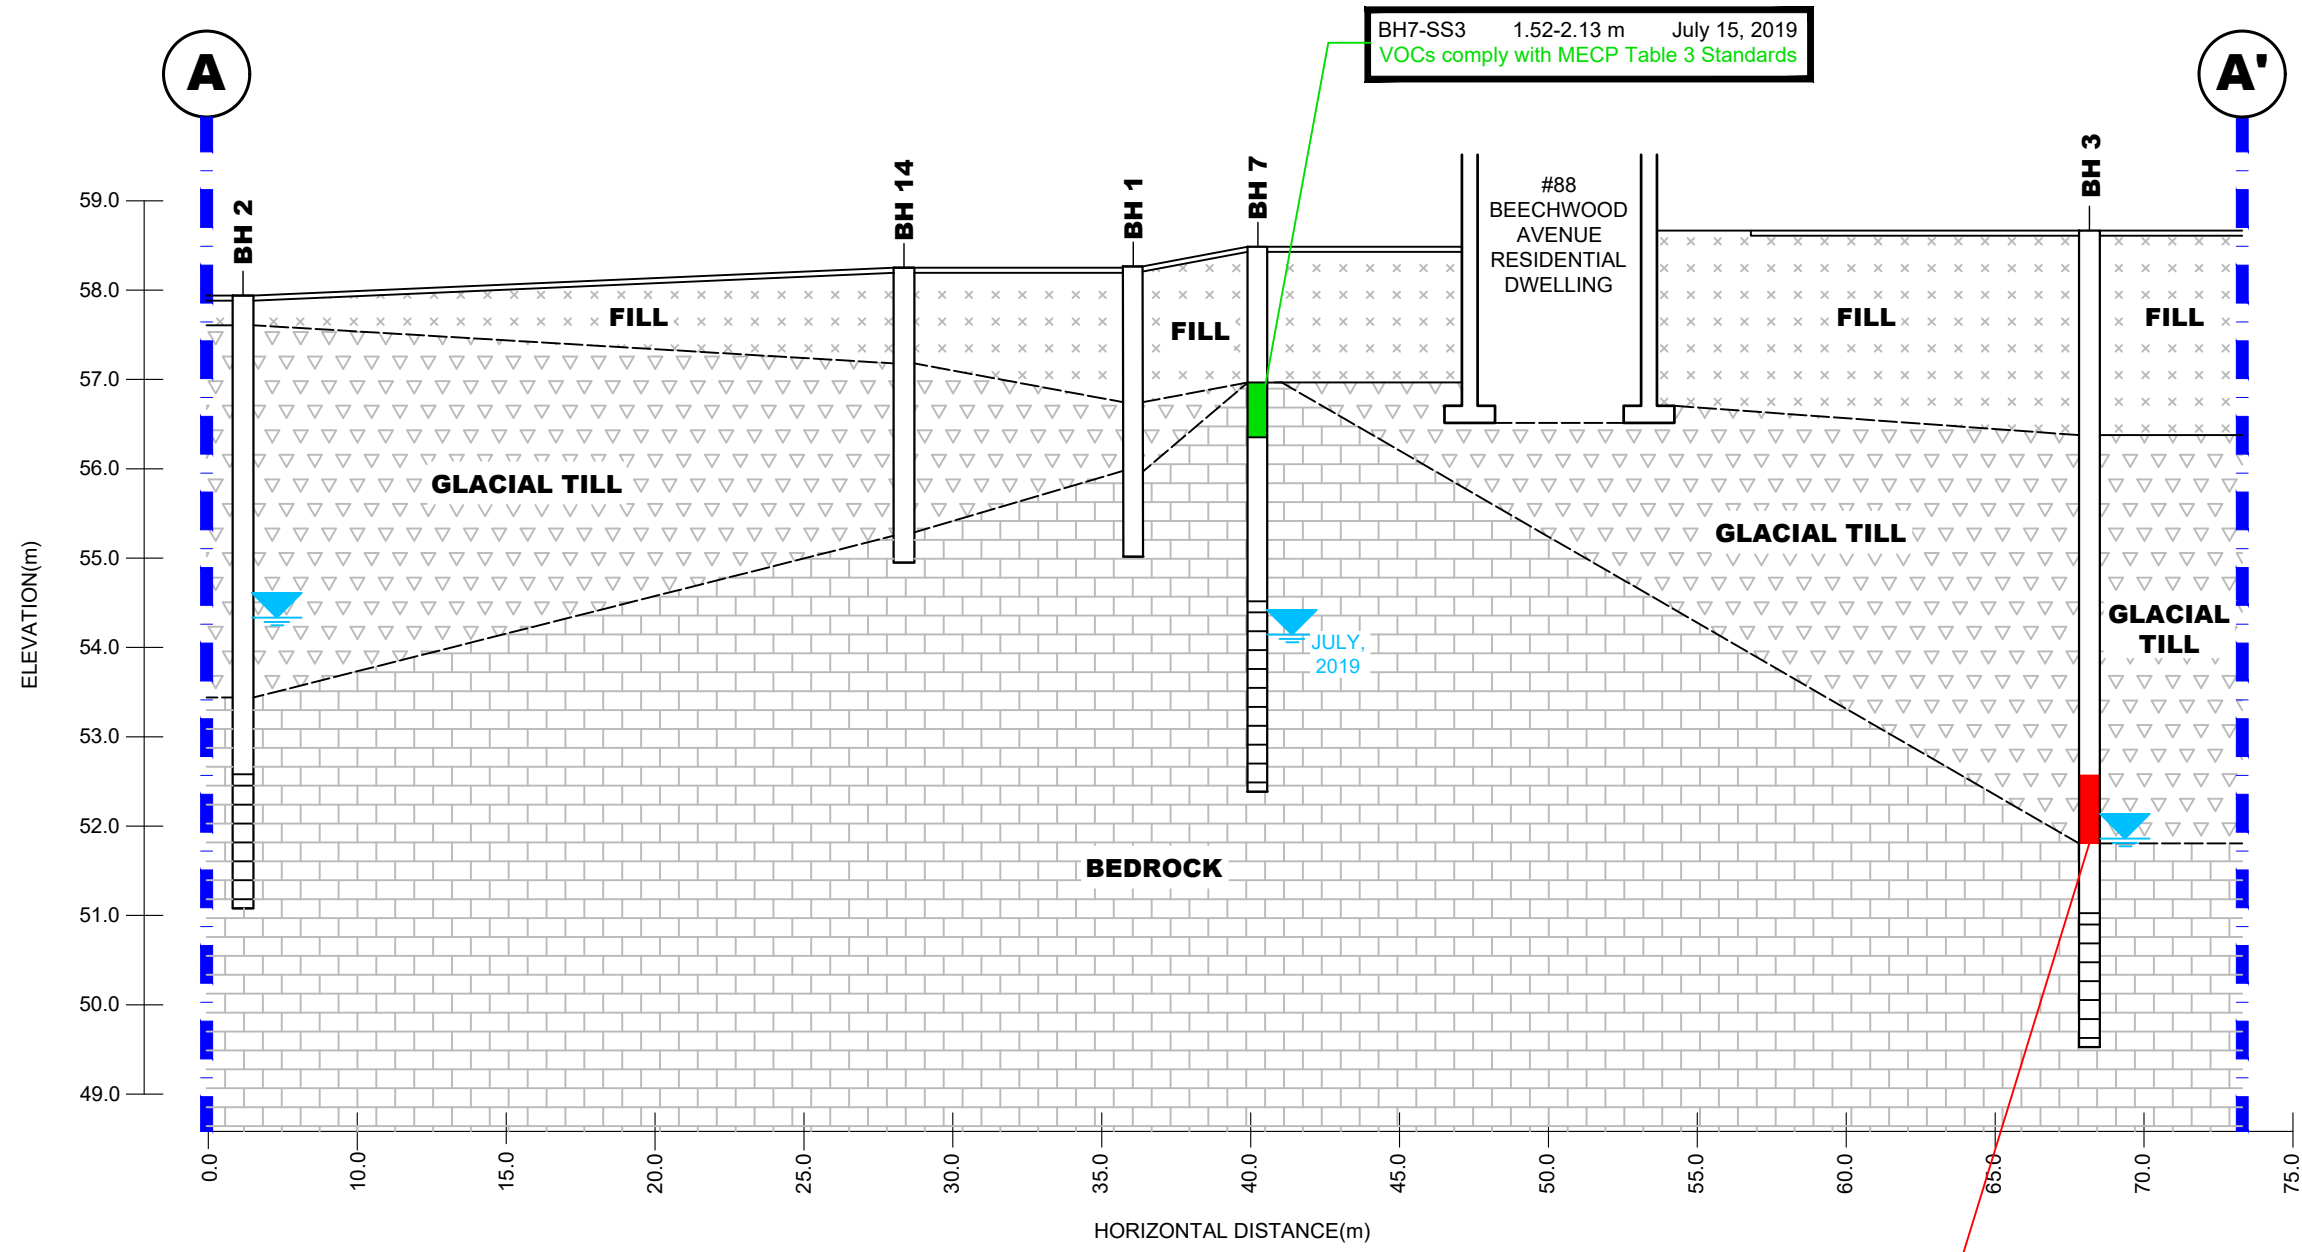 BH7-SS3 1.52-2.13 m July 15, 2019
VOCs comply with MECP Table 3 Standards
A
A'
BH 2
BH 14
BH 1
BH 7
BH 3
#88
BEECHWOOD
AVENUE
RESIDENTIAL
DWELLING
59.0
58.0
57.0
56.0
55.0
54.0
53.0
52.0
51.0
50.0
49.0
ELEVATION(m)
FILL
FILL
FILL
FILL
GLACIAL TILL
GLACIAL TILL
GLACIAL
TILL
JULY,
2019
BEDROCK
0.0
10.0
15.0
20.0
25.0
30.0
35.0
40.0
45.0
50.0
55.0
60.0
65.0
70.0
75.0
HORIZONTAL DISTANCE(m)